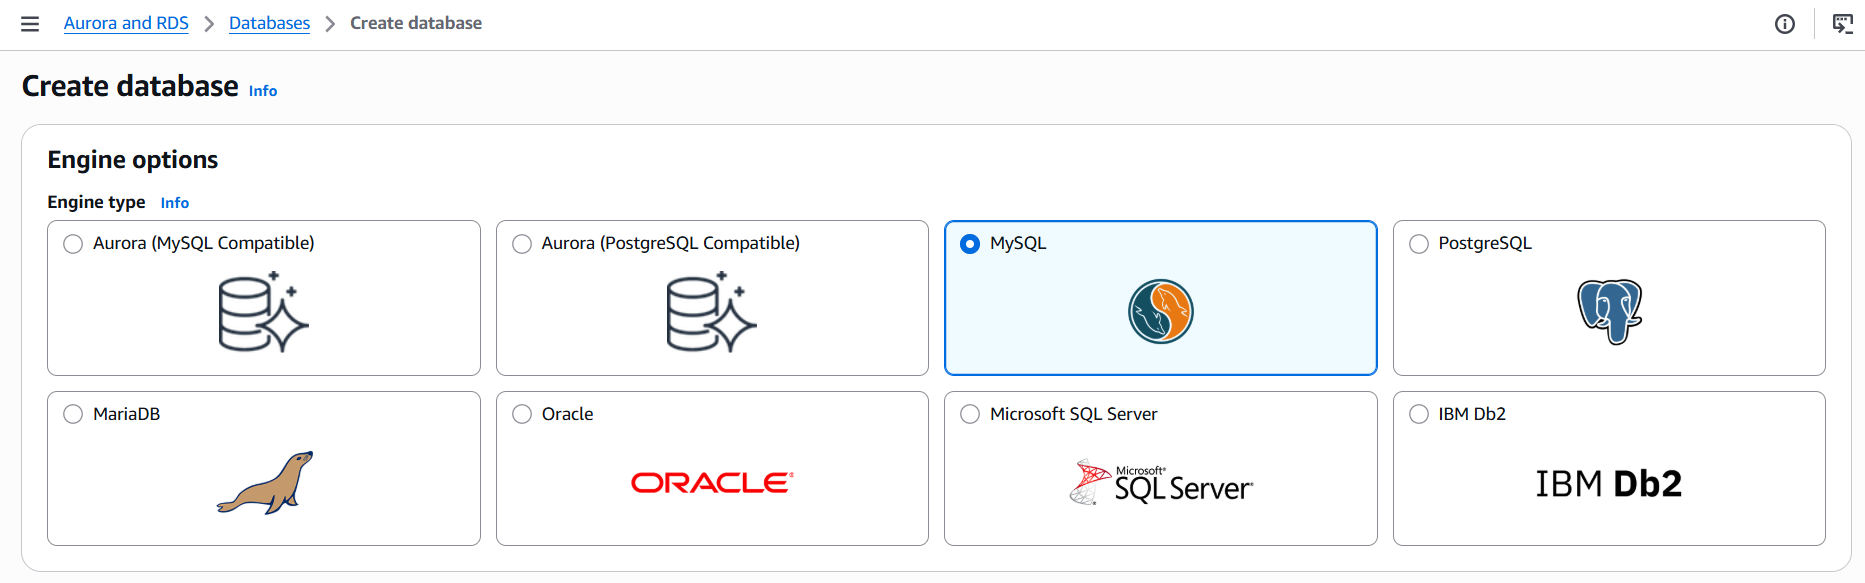 Aurora and RDS > Databases > Create database
Create database Info
Engine options
Engine type Info
Aurora (MySQL Compatible)
Aurora (PostgreSQL Compatible)
MySQL
PostgreSQL
MariaDB
Oracle
ORACLE
Microsoft SQL Server
Microsoft®
SQL Server
IBM Db2
IBM Db2